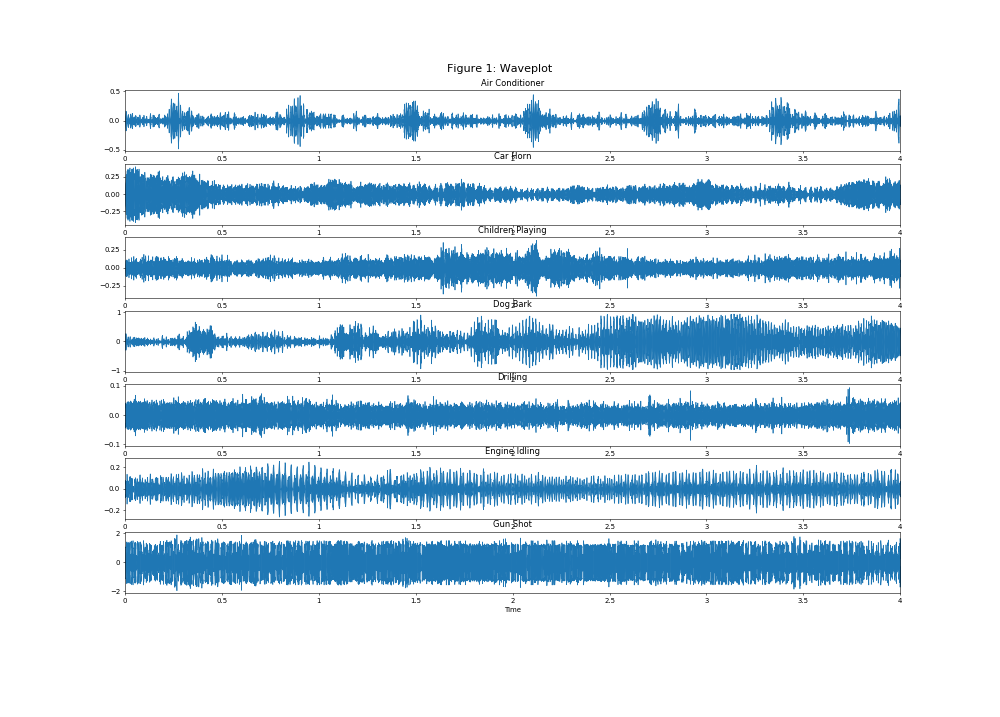 Figure 1: Waveplot
Air Conditioner
0.5
0.0
−0.5
0 0.5 1 1.5 2 2.5 3 3.5 4
Car Horn
0.25
0.00
−0.25
0 0.5 1 1.5 2 2.5 3 3.5 4
Children Playing
0.25
0.00
−0.25
0 0.5 1 1.5 2 2.5 3 3.5 4
Dog Bark
1
0
−1
0 0.5 1 1.5 2 2.5 3 3.5 4
Drilling
0.1
0.0
−0.1
0 0.5 1 1.5 2 2.5 3 3.5 4
Engine Idling
0.2
0.0
−0.2
0 0.5 1 1.5 2 2.5 3 3.5 4
Gun Shot
2
0
−2
0 0.5 1 1.5 2 2.5 3 3.5 4
Time